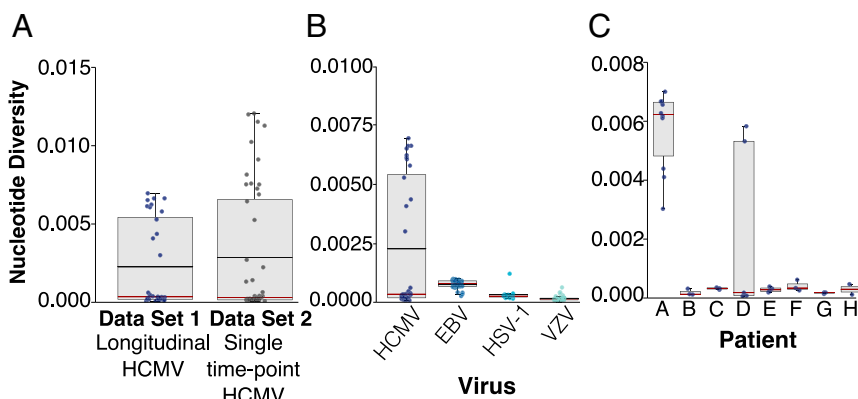 A
B
C
Nucleotide Diversity
0.015
0.010
0.005
0.000
Data Set 1
Longitudinal
HCMV
Data Set 2
Single
time-point
HCMV
0.0100
0.0075
0.0050
0.0025
0.0000
HCMV
EBV
HSV-1
VZV
Virus
0.008
0.006
0.004
0.002
0.000
A B C D E F G H
Patient